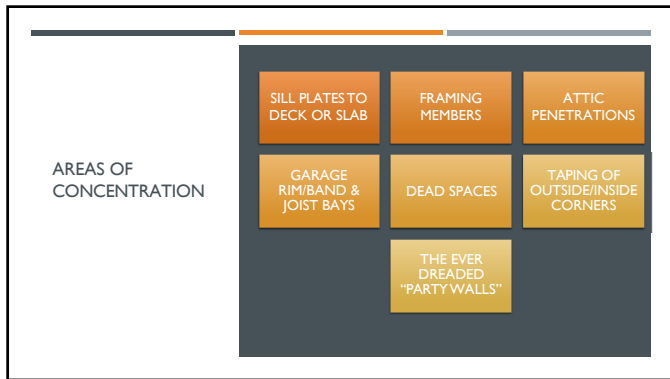 AREAS OF
CONCENTRATION
SILL PLATES TO
DECK OR SLAB
FRAMING
MEMBERS
ATTIC
PENETRATIONS
GARAGE
RIM/BAND &
JOIST BAYS
DEAD SPACES
TAPING OF
OUTSIDE/INSIDE
CORNERS
THE EVER
DREADED
“PARTY WALLS”